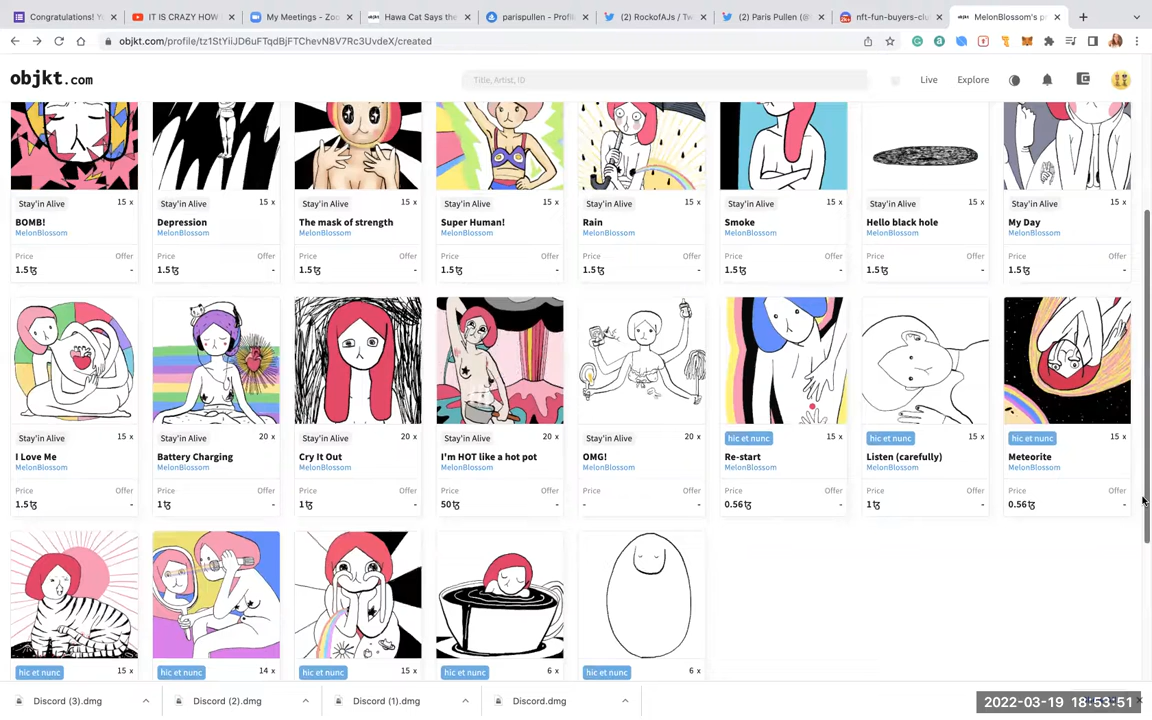 Congratulations! Y
IT IS CRAZY HOW
My Meetings - Zoo
Hawa Cat Says the
parispullen - Profil
(2) RockofAJs / Tw
(2) Paris Pullen (@
nft-fun-buyers-clu
MelonBlossom's pr
objkt.com/profile/tz1StYiiJD6uFTqdBjFTChevN8V7Rc3UvdeX/created
objkt.com
Title, Artist, ID
Live
Explore
Stay'in Alive 15 x
Stay'in Alive 15 x
Stay'in Alive 15 x
Stay'in Alive 15 x
Stay'in Alive 15 x
Stay'in Alive 15 x
Stay'in Alive 15 x
Stay'in Alive 15 x
BOMB!
Depression
The mask of strength
Super Human!
Rain
Smoke
Hello black hole
My Day
MelonBlossom
MelonBlossom
MelonBlossom
MelonBlossom
MelonBlossom
MelonBlossom
MelonBlossom
MelonBlossom
Price Offer
Price Offer
Price Offer
Price Offer
Price Offer
Price Offer
Price Offer
Price Offer
1.5ꜩ -
1.5ꜩ -
1.5ꜩ -
1.5ꜩ -
1.5ꜩ -
1.5ꜩ -
1.5ꜩ -
1.5ꜩ -
Stay'in Alive 15 x
Stay'in Alive 20 x
Stay'in Alive 20 x
Stay'in Alive 20 x
Stay'in Alive 20 x
hic et nunc 15 x
hic et nunc 15 x
hic et nunc 15 x
I Love Me
Battery Charging
Cry It Out
I'm HOT like a hot pot
OMG!
Re-start
Listen (carefully)
Meteorite
MelonBlossom
MelonBlossom
MelonBlossom
MelonBlossom
MelonBlossom
MelonBlossom
MelonBlossom
MelonBlossom
Price Offer
Price Offer
Price Offer
Price Offer
Price Offer
Price Offer
Price Offer
Price Offer
1.5ꜩ -
1ꜩ -
1ꜩ -
50ꜩ -
- -
0.56ꜩ -
1ꜩ -
0.56ꜩ -
hic et nunc 15 x
hic et nunc 14 x
hic et nunc 15 x
hic et nunc 6 x
hic et nunc 6 x
Discord (3).dmg
Discord (2).dmg
Discord (1).dmg
Discord.dmg
2022-03-19 18:53:51